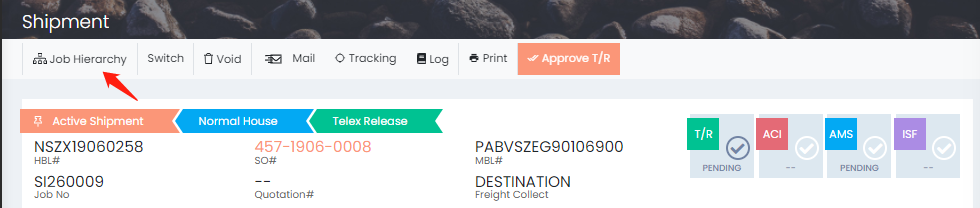 Shipment
Job Hierarchy Switch Void Mail Tracking Log Print Approve T/R
Active Shipment Normal House Telex Release
T/R ACI AMS ISF
NSZX19060258 457-1906-0008 PABVSZEG90106900
HBL# SO# MBL#
PENDING -- PENDING --
SI260009 -- DESTINATION
Job No Quotation# Freight Collect